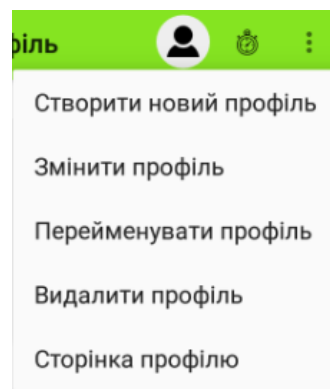 філь
Створити новий профіль
Змінити профіль
Перейменувати профіль
Видалити профіль
Сторінка профілю